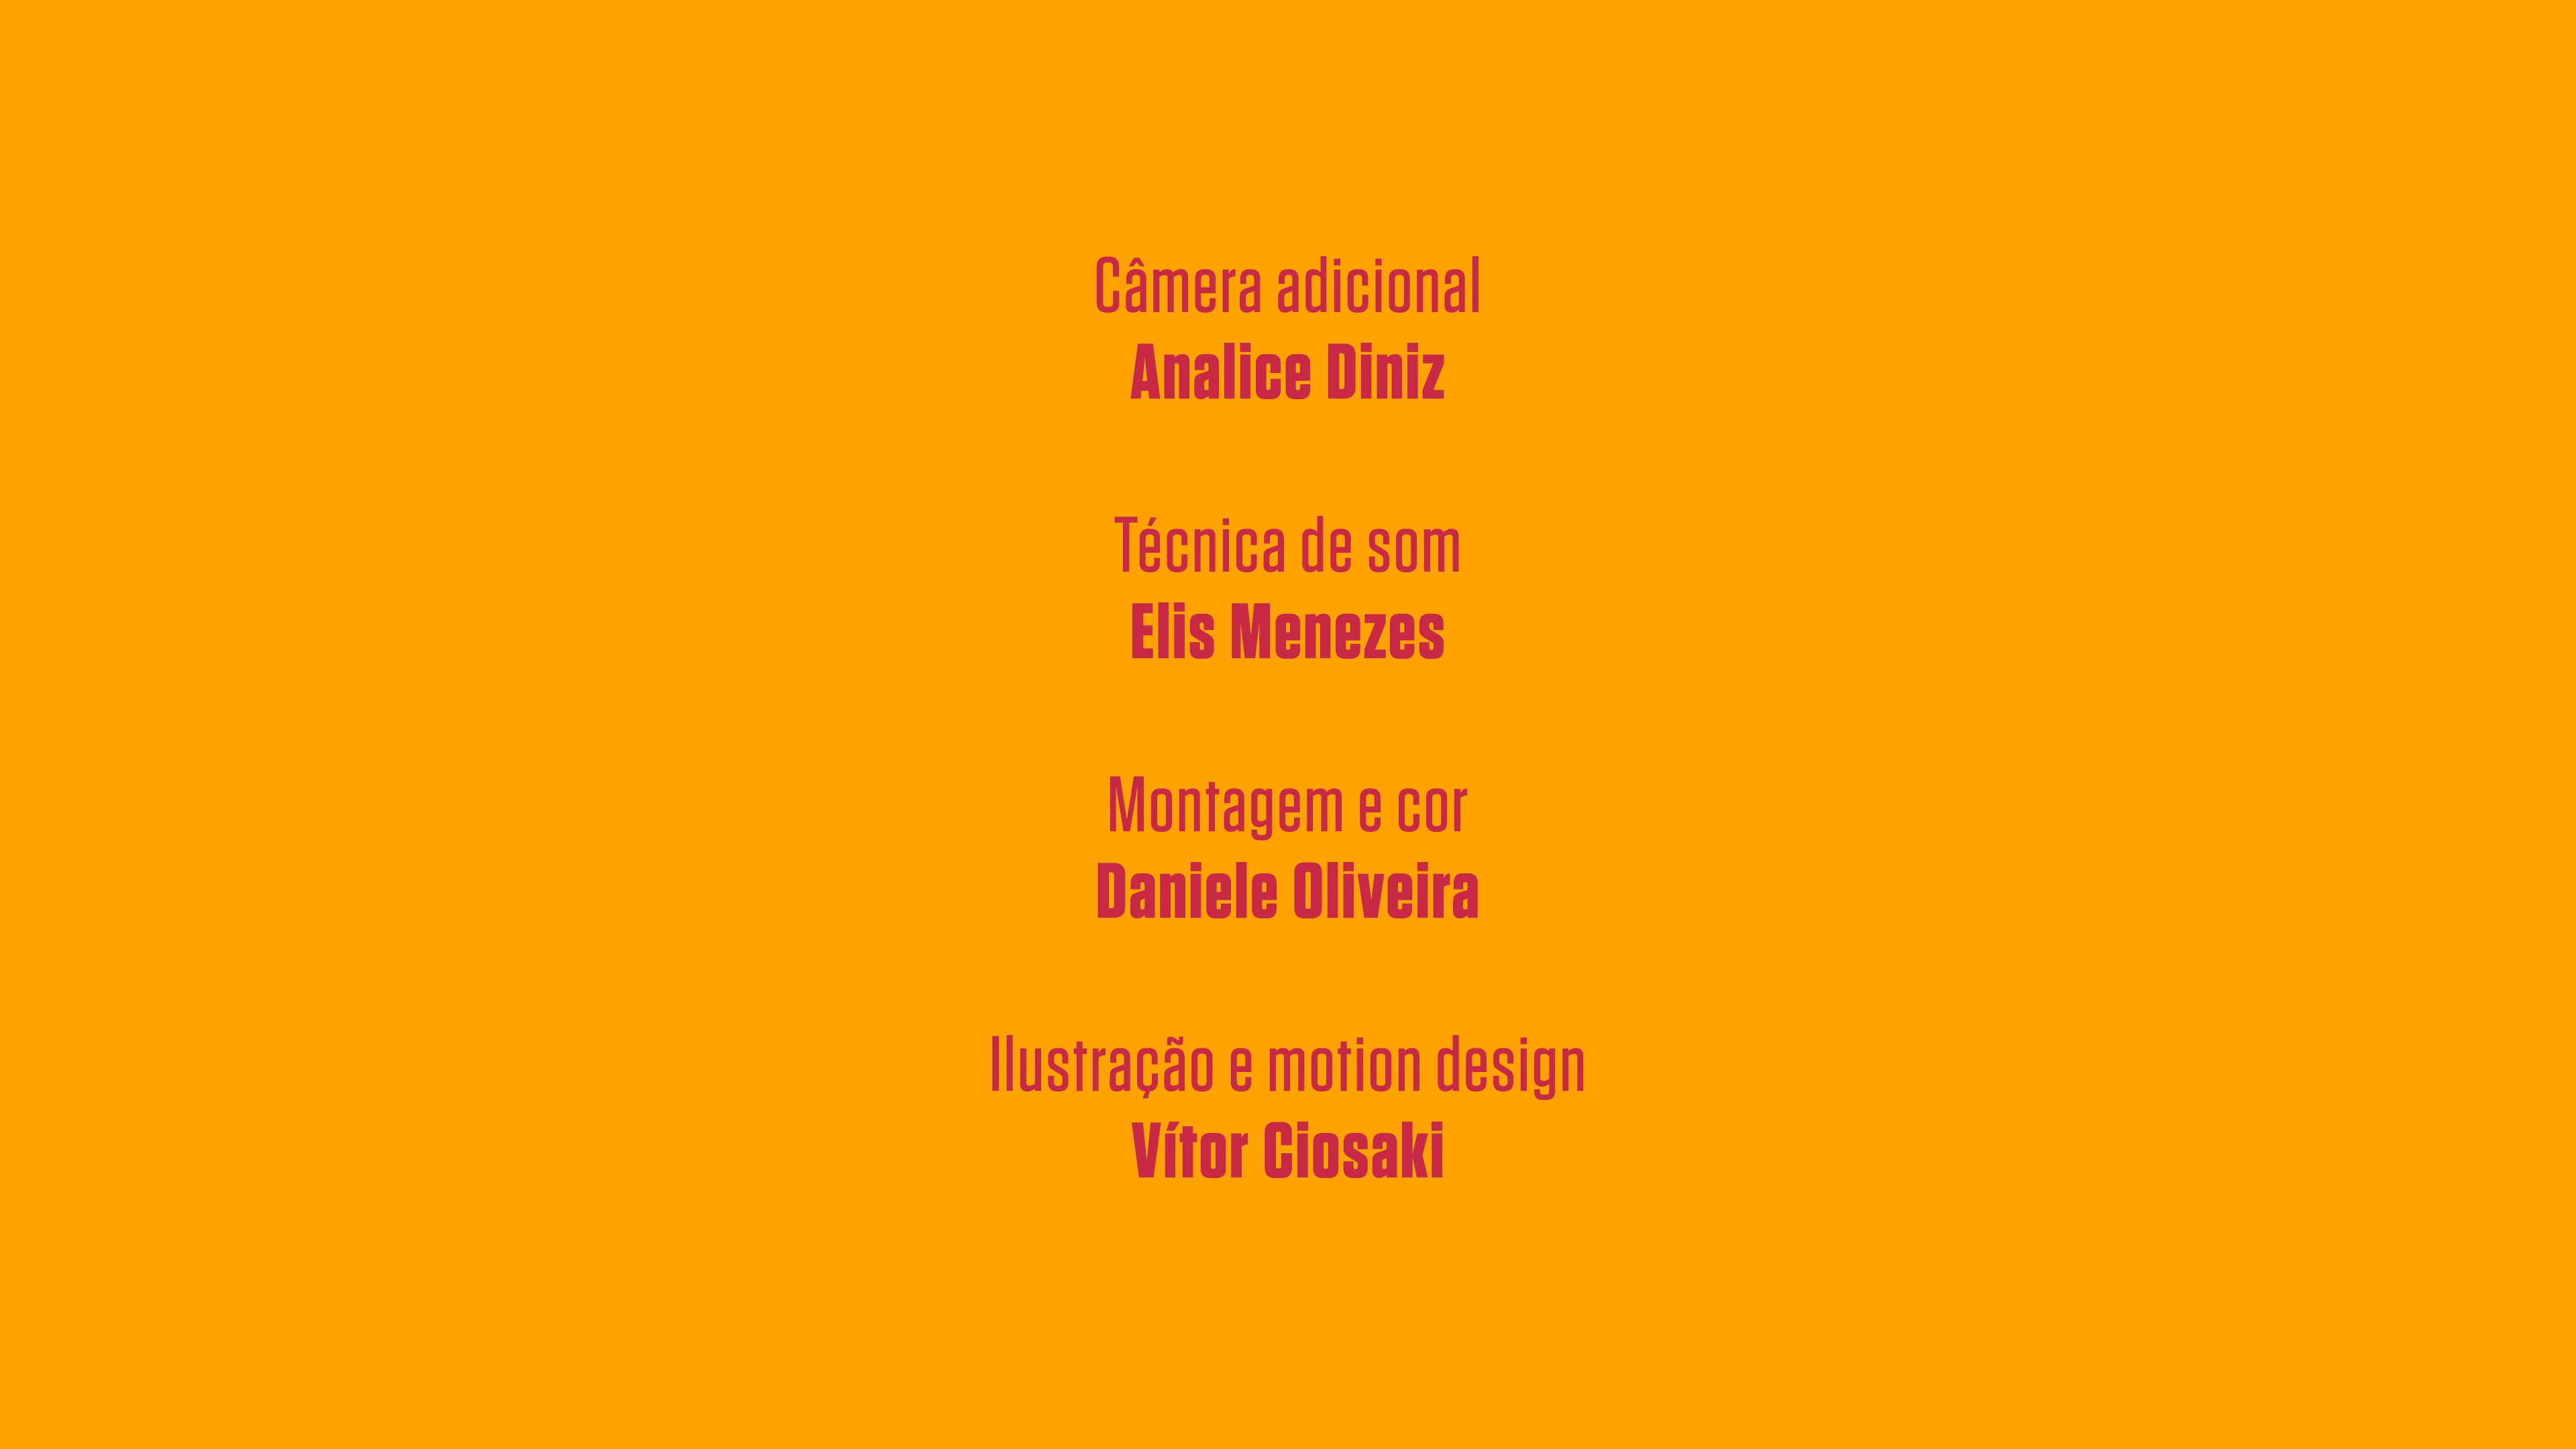 Câmera adicional
Analice Diniz
Técnica de som
Elis Menezes
Montagem e cor
Daniele Oliveira
Ilustração e motion design
Vítor Ciosaki